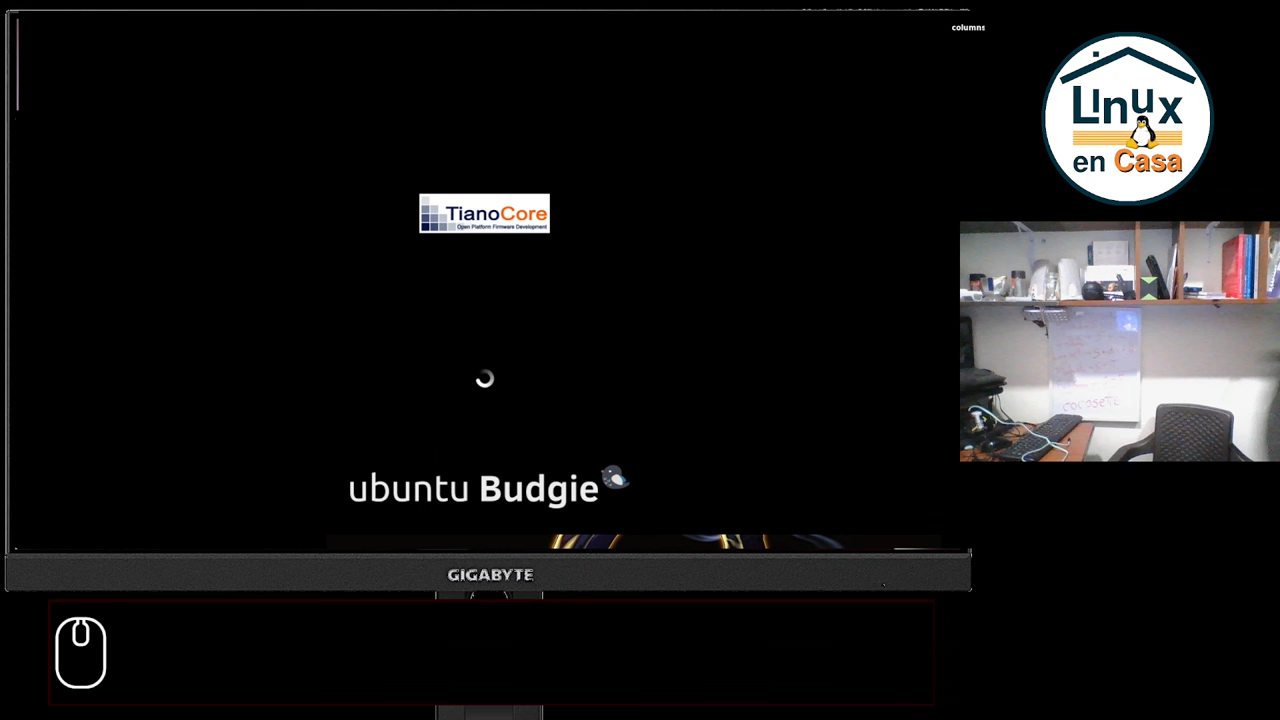 columns
Linux
en Casa
TianoCore
Open Platform Firmware Development
ubuntu Budgie
GIGABYTE